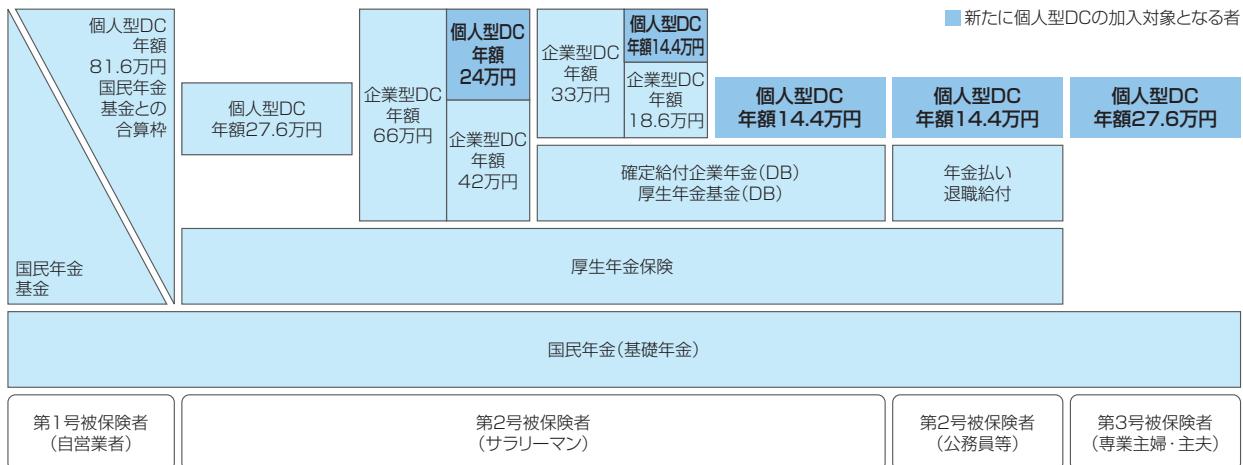 新たに個人型DCの加入対象となる者
個人型DC
年額
81.6万円
国民年金
基金との
合算枠
国民年金
基金
個人型DC
年額27.6万円
企業型DC
年額
66万円
個人型DC
年額
24万円
企業型DC
年額
42万円
企業型DC
年額
33万円
個人型DC
年額14.4万円
企業型DC
年額
18.6万円
個人型DC
年額14.4万円
個人型DC
年額14.4万円
個人型DC
年額27.6万円
確定給付企業年金(DB)
厚生年金基金(DB)
年金払い
退職給付
厚生年金保険
国民年金(基礎年金)
第1号被保険者
(自営業者)
第2号被保険者
(サラリーマン)
第2号被保険者
(公務員等)
第3号被保険者
(専業主婦・主夫)